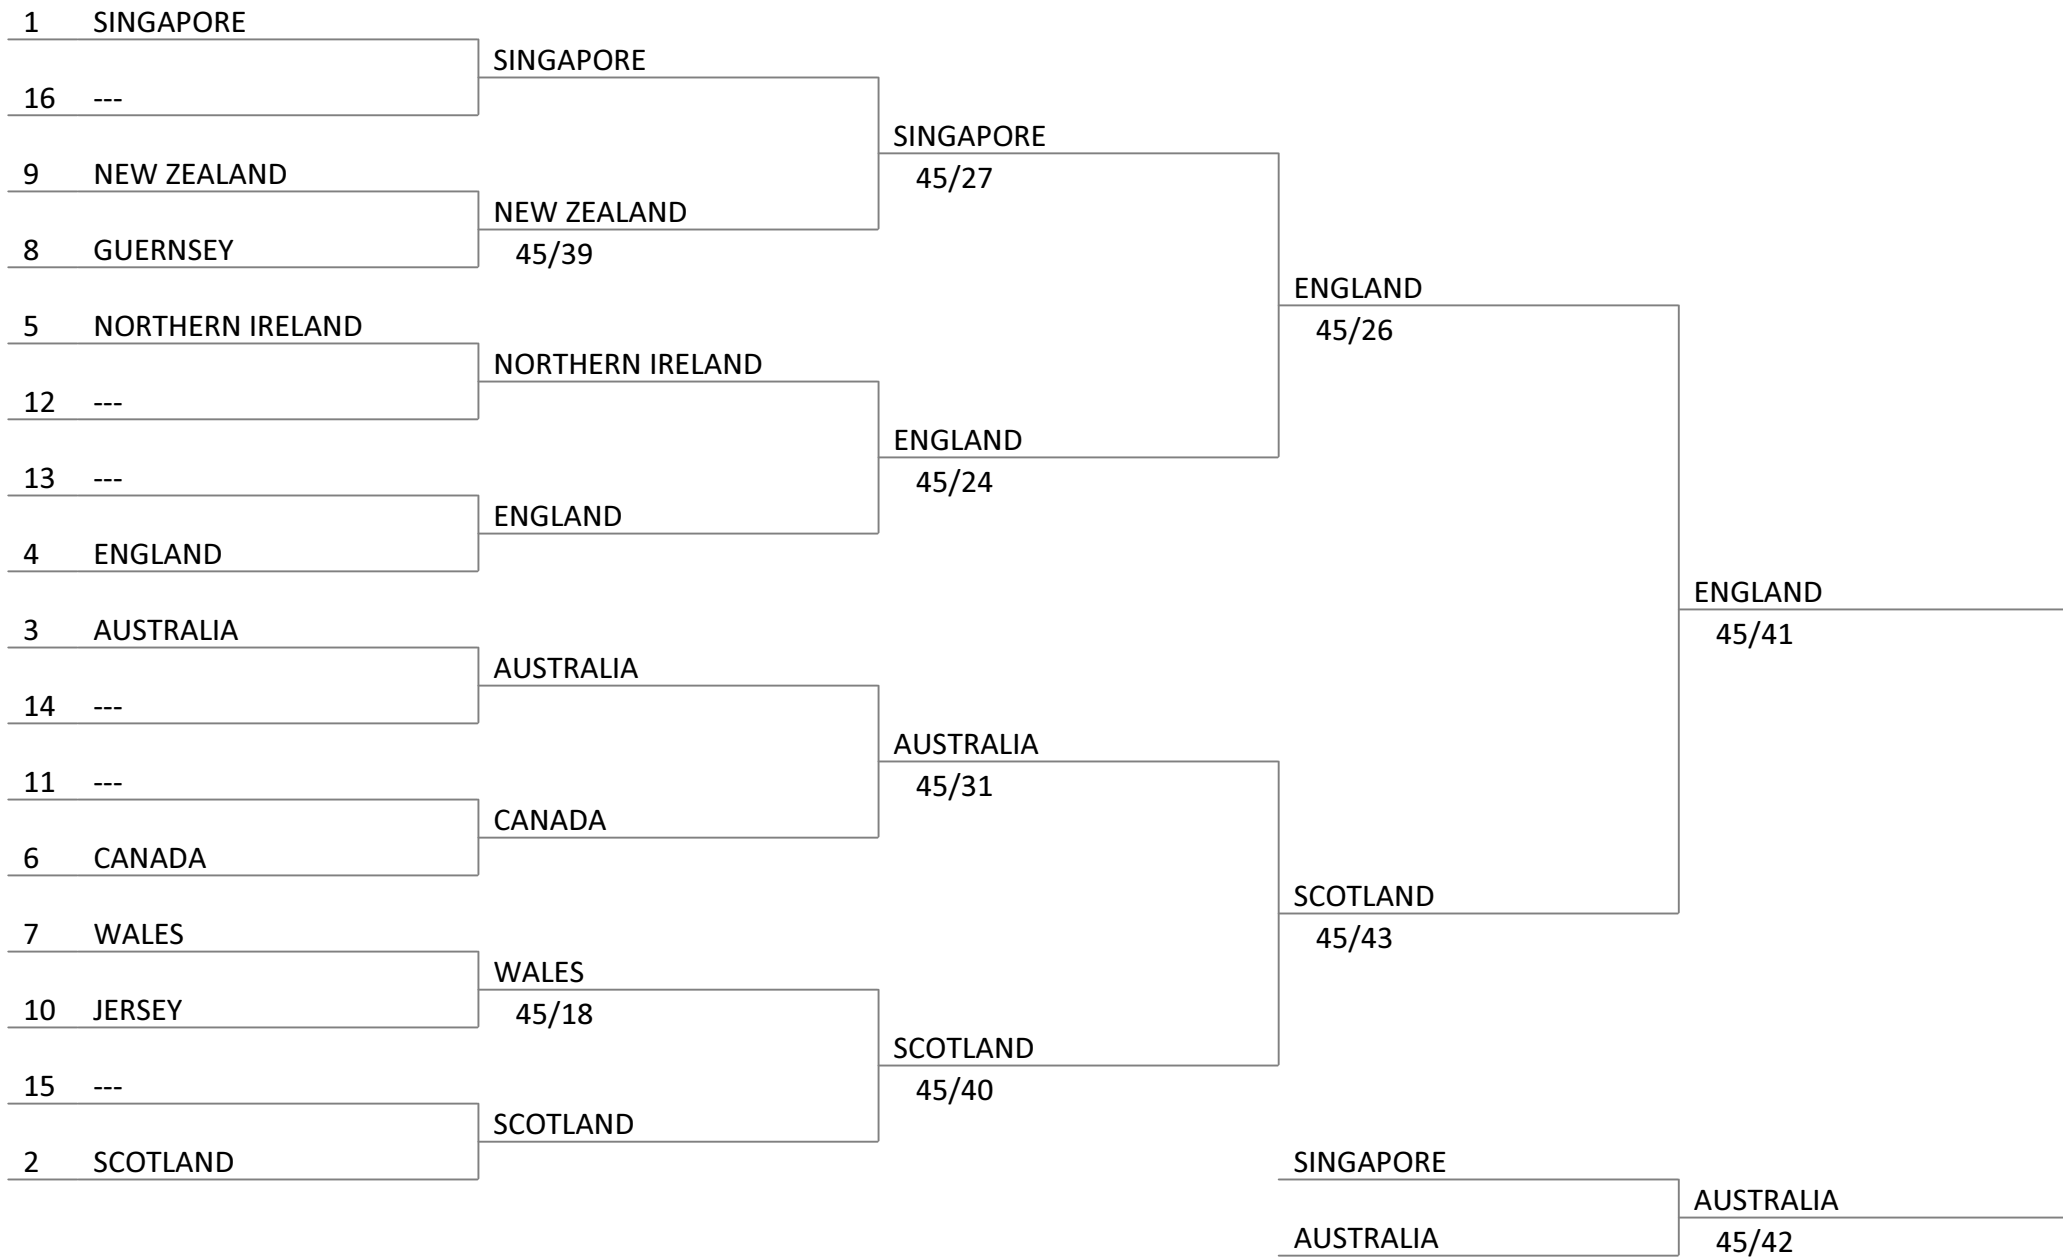 1 SINGAPORE
SINGAPORE
16 ---
SINGAPORE
45/27
9 NEW ZEALAND
NEW ZEALAND
45/39
8 GUERNSEY
ENGLAND
45/26
5 NORTHERN IRELAND
NORTHERN IRELAND
12 ---
ENGLAND
45/24
13 ---
ENGLAND
4 ENGLAND
ENGLAND
45/41
3 AUSTRALIA
AUSTRALIA
14 ---
AUSTRALIA
45/31
11 ---
CANADA
6 CANADA
SCOTLAND
45/43
7 WALES
WALES
45/18
10 JERSEY
SCOTLAND
45/40
15 ---
SCOTLAND
2 SCOTLAND
SINGAPORE
AUSTRALIA
45/42
AUSTRALIA